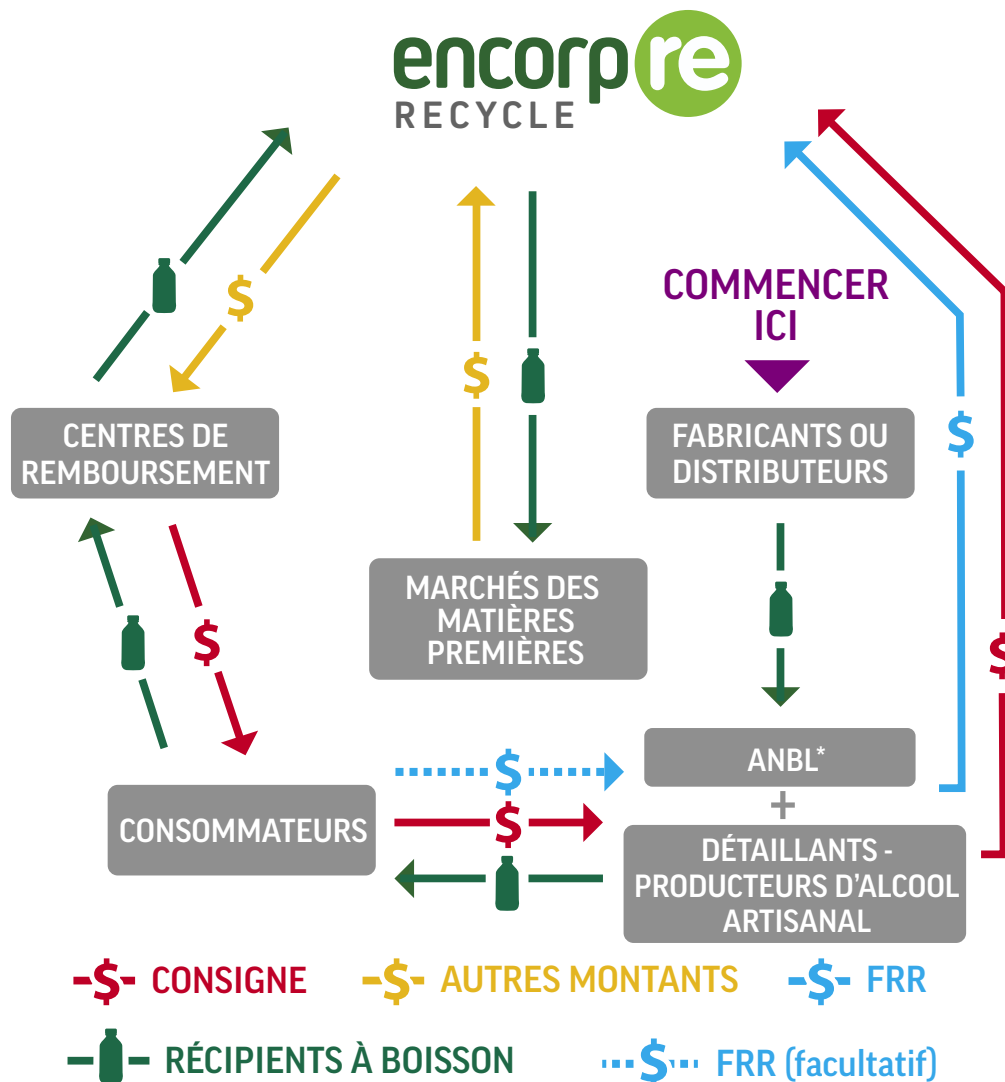 encorp re
RECYCLE
COMMENCER
ICI
$
$
$
$
CENTRES DE
REMBOURSEMENT
FABRICANTS OU
DISTRIBUTEURS
MARCHÉS DES
MATIÈRES
PREMIÈRES
$
$
ANBL*
+
$
CONSOMMATEURS
$
DÉTAILLANTS -
PRODUCTEURS D'ALCOOL
ARTISANAL
$ CONSIGNE $ AUTRES MONTANTS $ FRR
RÉCIPIENTS À BOISSON $ FRR (facultatif)